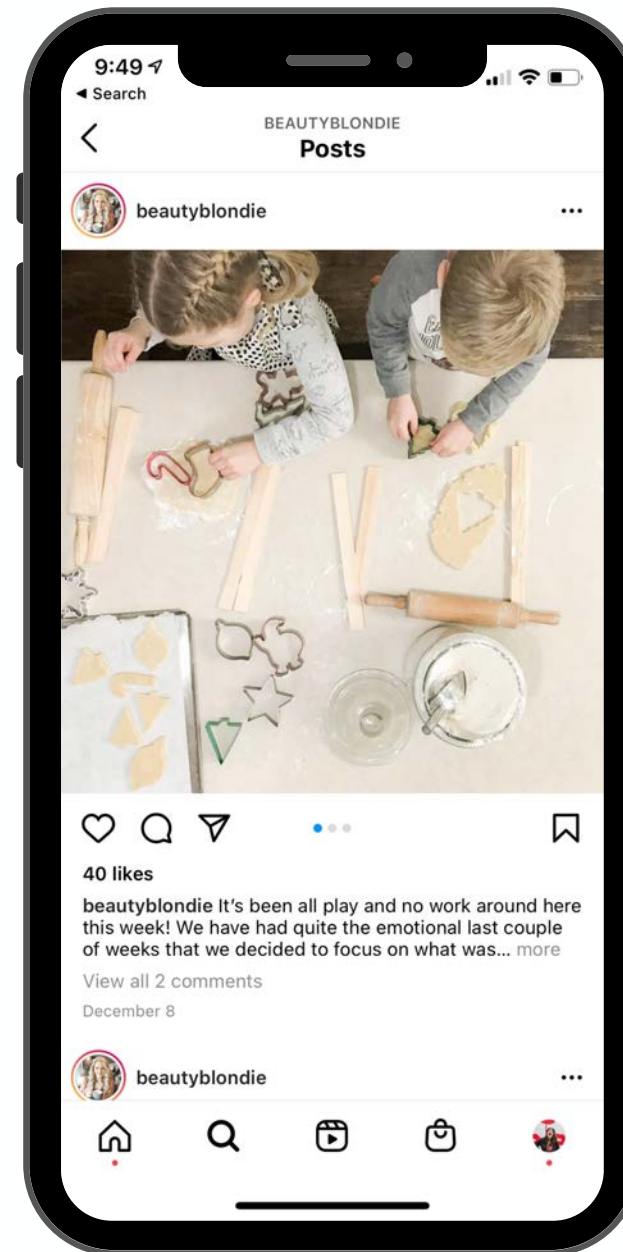 9:49
◀ Search
BEAUTYBLONDIE
Posts
beautyblondie
40 likes
beautyblondie It's been all play and no work around here
this week! We have had quite the emotional last couple
of weeks that we decided to focus on what was... more
View all 2 comments
December 8
beautyblondie